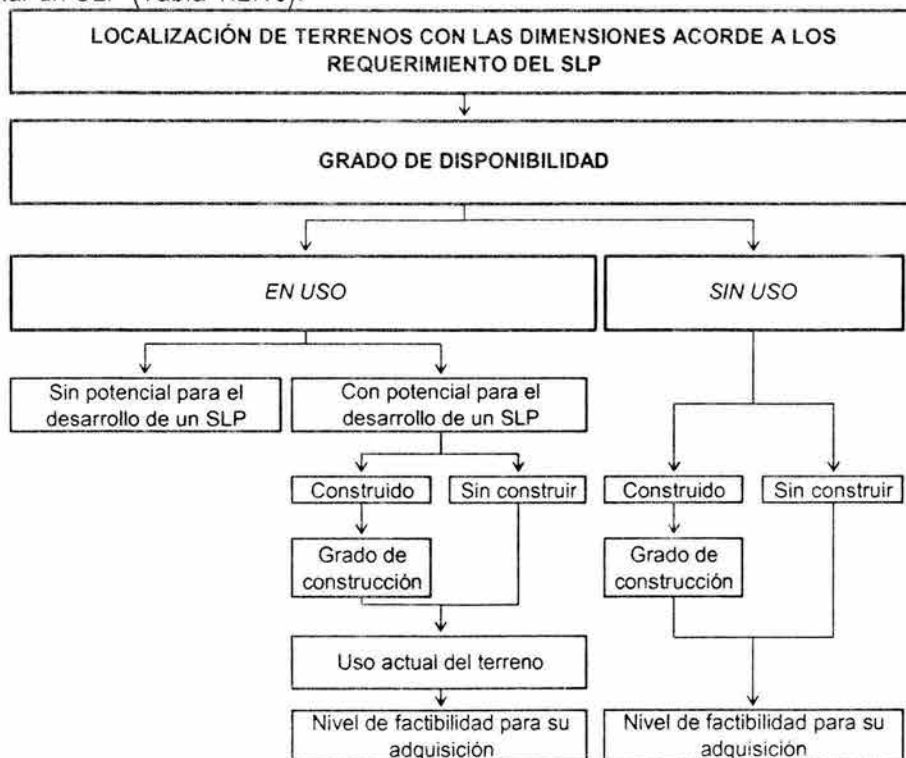 LOCALIZACIÓN DE TERRENOS CON LAS DIMENSIONES ACORDE A LOS
REQUERIMIENTO DEL SLP
GRADO DE DISPONIBILIDAD
EN USO
SIN USO
Sin potencial para el
desarrollo de un SLP
Con potencial para el
desarrollo de un SLP
Construido
Sin construir
Construido
Sin construir
Grado de
construcción
Grado de
construcción
Uso actual del terreno
Nivel de factibilidad para su
adquisición
Nivel de factibilidad para su
adquisición